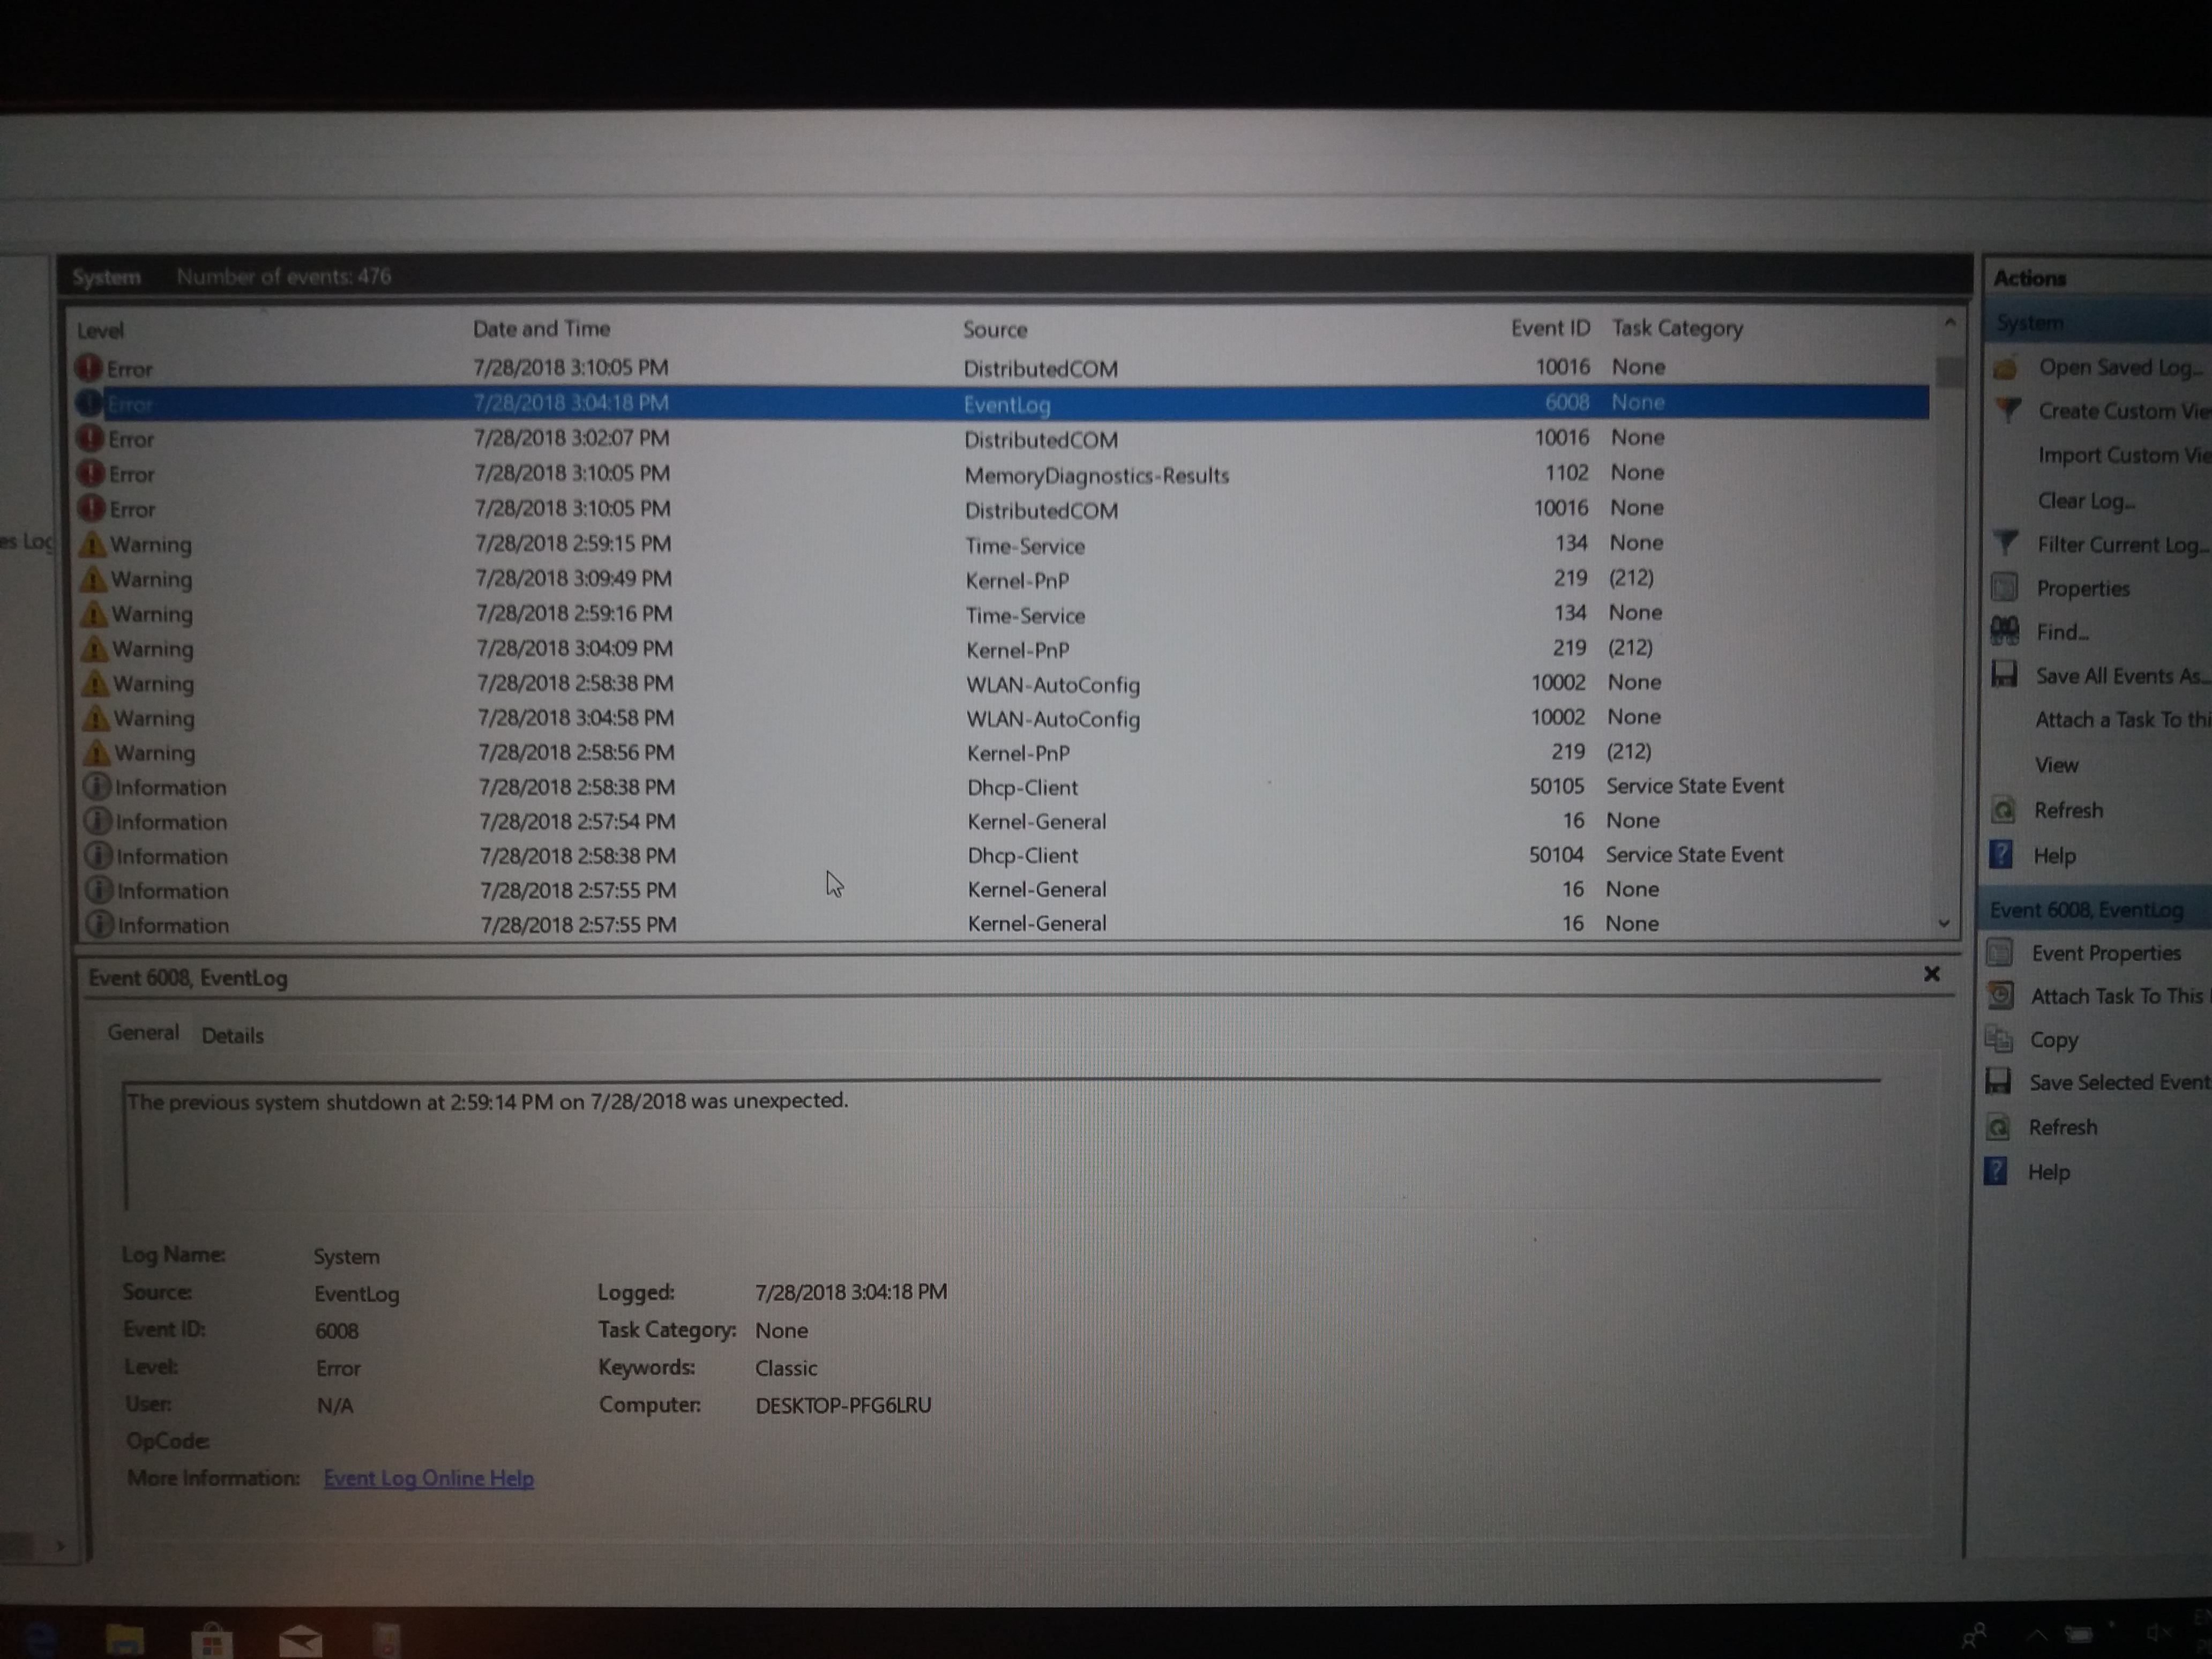 System Number of events: 476
Level Date and Time Source Event ID Task Category
Error 7/28/2018 3:10:05 PM DistributedCOM 10016 None
Error 7/28/2018 3:04:18 PM EventLog 6008 None
Error 7/28/2018 3:02:07 PM DistributedCOM 10016 None
Error 7/28/2018 3:10:05 PM MemoryDiagnostics-Results 1102 None
Error 7/28/2018 3:10:05 PM DistributedCOM 10016 None
es Log
Warning 7/28/2018 2:59:15 PM Time-Service 134 None
Warning 7/28/2018 3:09:49 PM Kernel-PnP 219 (212)
Warning 7/28/2018 2:59:16 PM Time-Service 134 None
Warning 7/28/2018 3:04:09 PM Kernel-PnP 219 (212)
Warning 7/28/2018 2:58:38 PM WLAN-AutoConfig 10002 None
Warning 7/28/2018 3:04:58 PM WLAN-AutoConfig 10002 None
Warning 7/28/2018 2:58:56 PM Kernel-PnP 219 (212)
Information 7/28/2018 2:58:38 PM Dhcp-Client 50105 Service State Event
Information 7/28/2018 2:57:54 PM Kernel-General 16 None
Information 7/28/2018 2:58:38 PM Dhcp-Client 50104 Service State Event
Information 7/28/2018 2:57:55 PM Kernel-General 16 None
Information 7/28/2018 2:57:55 PM Kernel-General 16 None
Event 6008, EventLog
General Details
The previous system shutdown at 2:59:14 PM on 7/28/2018 was unexpected.
Log Name: System
Source: EventLog Logged: 7/28/2018 3:04:18 PM
Event ID: 6008 Task Category: None
Level: Error Keywords: Classic
User: N/A Computer: DESKTOP-PFG6LRU
OpCode:
More Information: Event Log Online Help
Actions
System
Open Saved Log...
Create Custom Vie
Import Custom Vie
Clear Log...
Filter Current Log...
Properties
Find...
Save All Events As...
Attach a Task To thi
View
Refresh
Help
Event 6008, EventLog
Event Properties
Attach Task To This
Copy
Save Selected Event
Refresh
Help